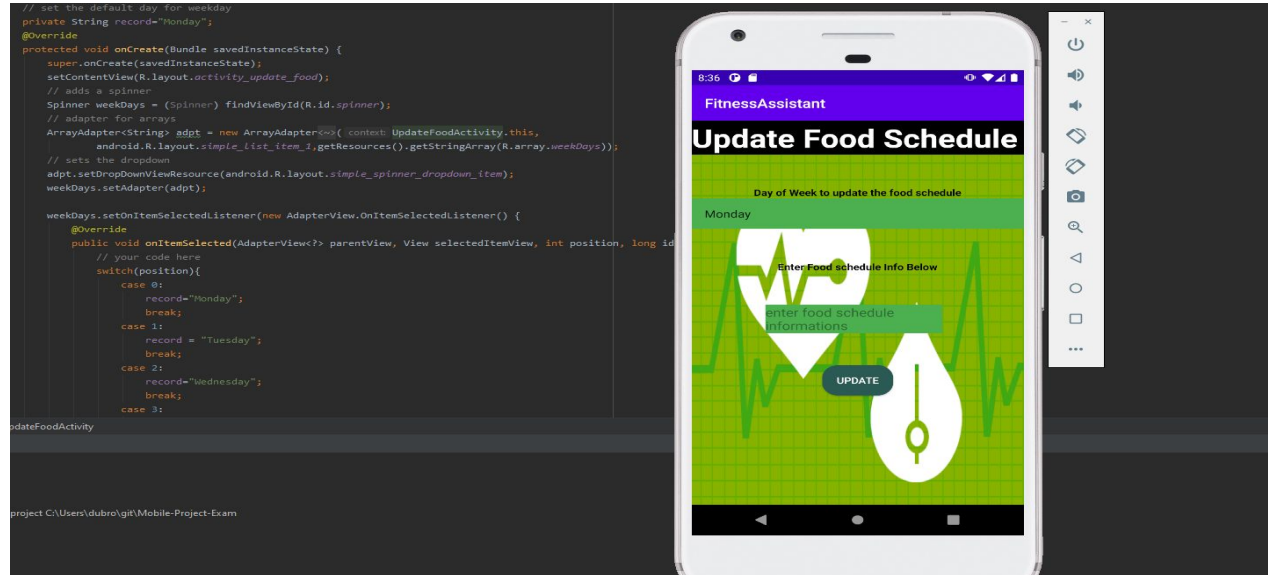 // set the default day for weekday
private String record="Monday";
@Override
protected void onCreate(Bundle savedInstanceState) {
super.onCreate(savedInstanceState);
setContentView(R.layout.activity_update_food);
// adds a spinner
Spinner weekDays = (Spinner) findViewById(R.id.spinner);
// adapter for arrays
ArrayAdapter<String> adpt = new ArrayAdapter<~>( context: UpdateFoodActivity.this,
android.R.layout.simple_list_item_1,getResources().getStringArray(R.array.weekDays));
// sets the dropdown
adpt.setDropDownViewResource(android.R.layout.simple_spinner_dropdown_item);
weekDays.setAdapter(adpt);
weekDays.setOnItemSelectedListener(new AdapterView.OnItemSelectedListener() {
@Override
public void onItemSelected(AdapterView<?> parentView, View selectedItemView, int position, long id
// your code here
switch(position){
case 0:
record="Monday";
break;
case 1:
record = "Tuesday";
break;
case 2:
record="Wednesday";
break;
case 3:
pdateFoodActivity
project C:\Users\dubro\git\Mobile-Project-Exam
8:36
FitnessAssistant
Update Food Schedule
Day of Week to update the food schedule
Monday
Enter Food schedule Info Below
enter food schedule
informations
UPDATE